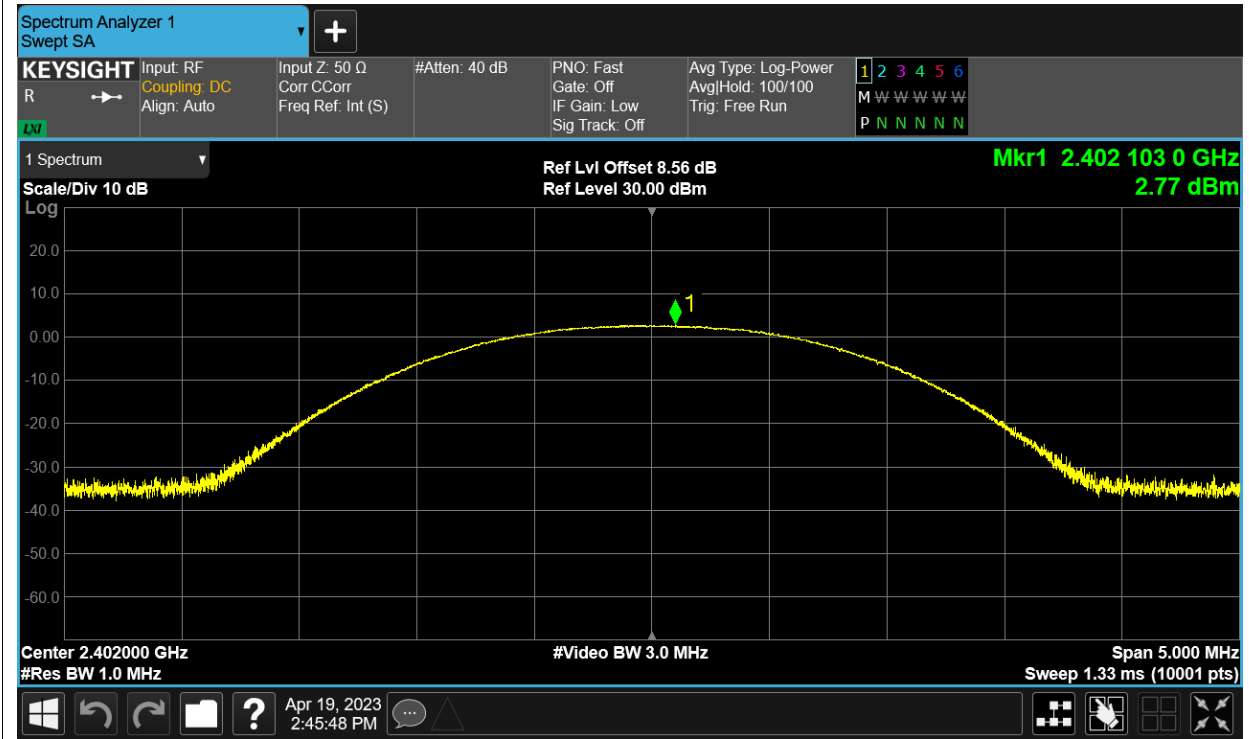 Spectrum Analyzer 1
Swept SA
+
KEYSIGHT
R
LXI
Input: RF
Coupling: DC
Align: Auto
Input Z: 50 Ω
Corr CCorr
Freq Ref: Int (S)
#Atten: 40 dB
PNO: Fast
Gate: Off
IF Gain: Low
Sig Track: Off
Avg Type: Log-Power
Avg|Hold: 100/100
Trig: Free Run
1 2 3 4 5 6
M W W W W W
P N N N N N
1 Spectrum
Scale/Div 10 dB
Log
Ref Lvl Offset 8.56 dB
Ref Level 30.00 dBm
Mkr1 2.402 103 0 GHz
2.77 dBm
20.0
10.0
1
0.00
-10.0
-20.0
-30.0
-40.0
-50.0
-60.0
Center 2.402000 GHz
#Video BW 3.0 MHz
Span 5.000 MHz
#Res BW 1.0 MHz
Sweep 1.33 ms (10001 pts)
?
Apr 19, 2023
2:45:48 PM